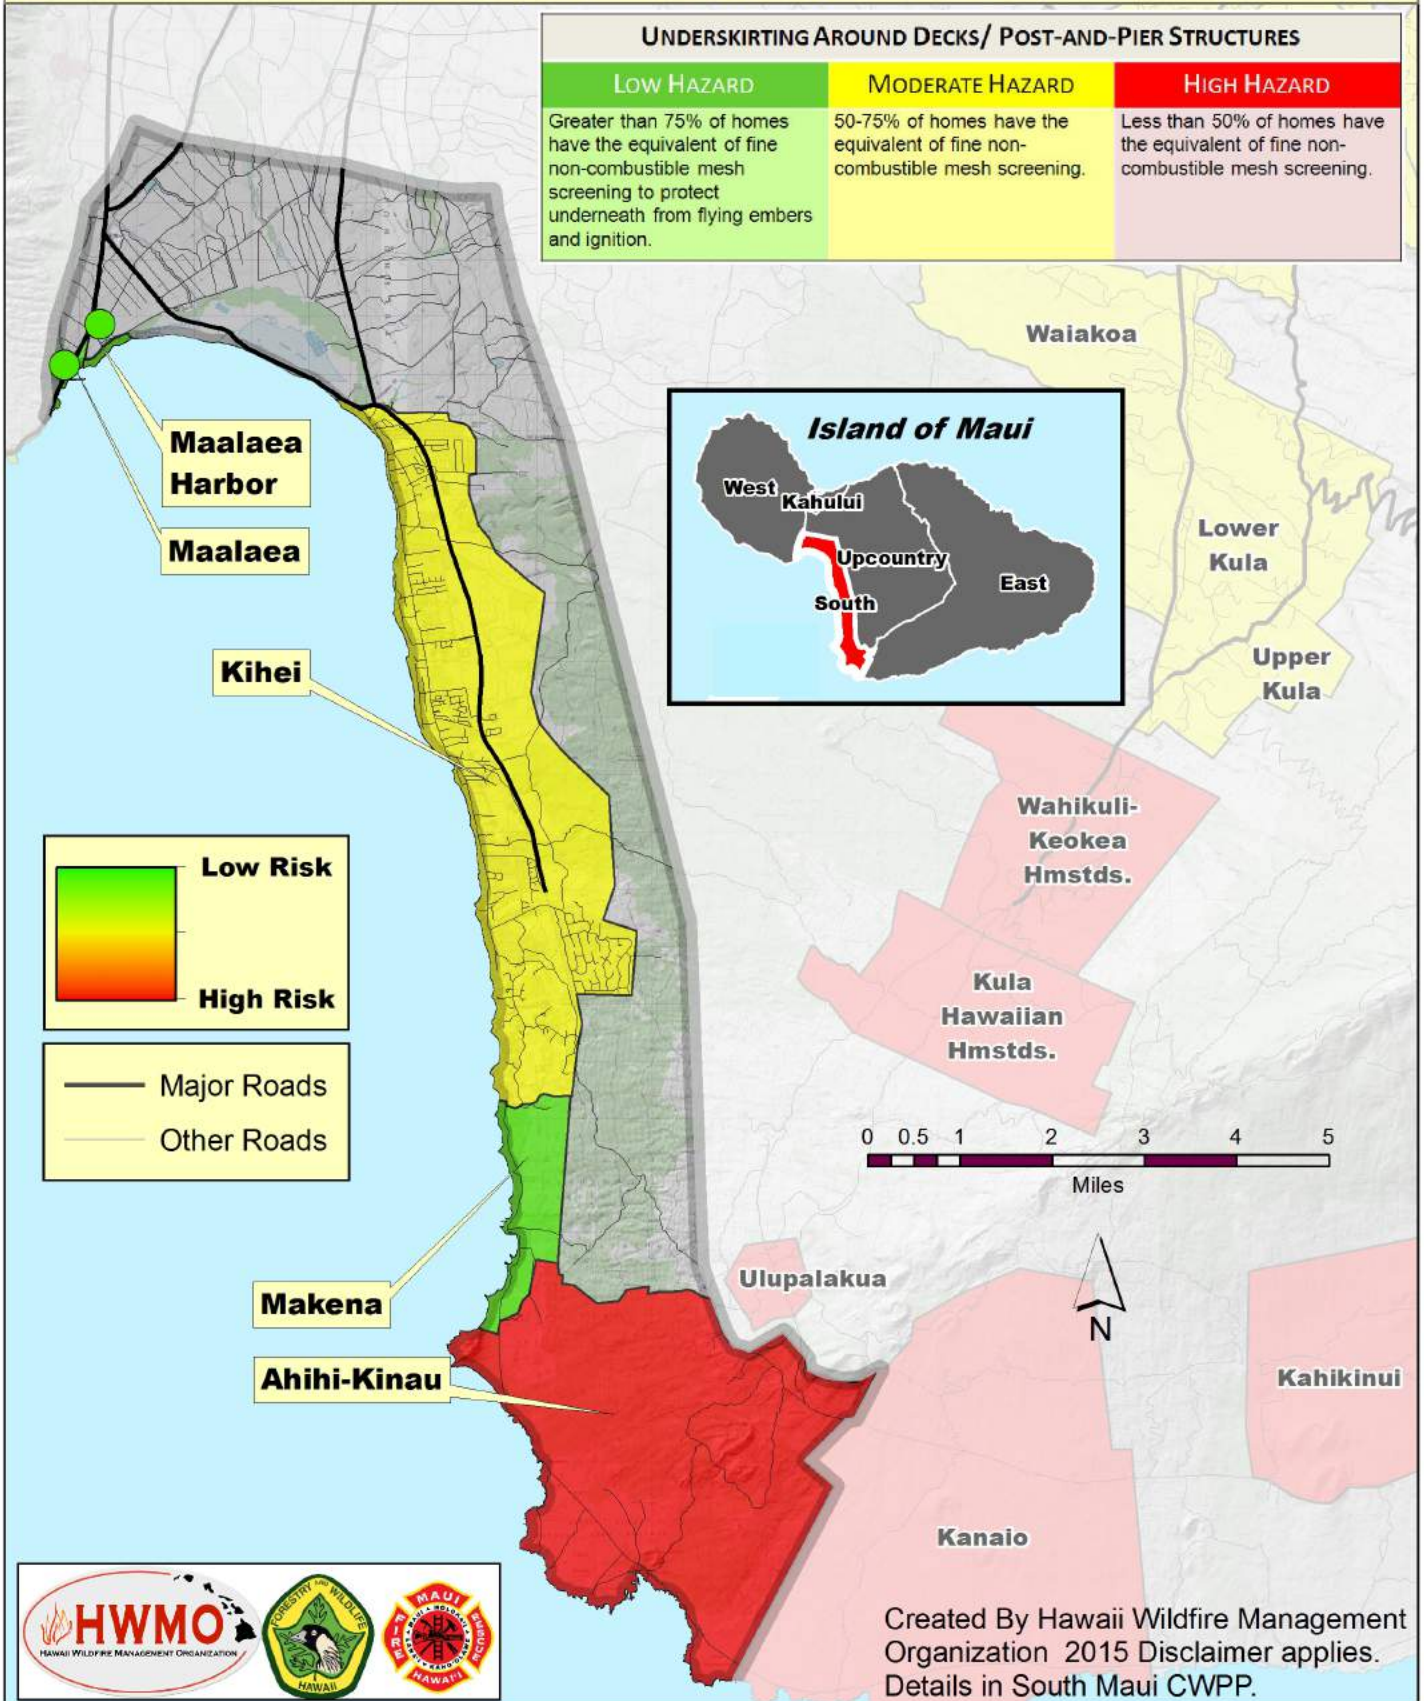 UNDERSKIRTING AROUND DECKS/ POST-AND-PIER STRUCTURES
LOW HAZARD
MODERATE HAZARD
HIGH HAZARD
Greater than 75% of homes
have the equivalent of fine
non-combustible mesh
screening to protect
underneath from flying embers
and ignition.
50-75% of homes have the
equivalent of fine non-
combustible mesh screening.
Less than 50% of homes have
the equivalent of fine non-
combustible mesh screening.
Waiakoa
Island of Maui
West
Kahului
Upcountry
South
East
Lower
Kula
Upper
Kula
Maalaea
Harbor
Maalaea
Kihei
Wahikuli-
Keokea
Hmstds.
Low Risk
High Risk
Kula
Hawaiian
Hmstds.
Major Roads
Other Roads
0 0.5 1 2 3 4 5
Miles
N
Makena
Ulupalakua
Ahihi-Kinau
Kahikinui
Kanaio
HWMO
HAWAII WILDFIRE MANAGEMENT ORGANIZATION
FORESTRY AND WILDLIFE
HAWAII
MAUI
FIRE
RESCUE
HAWAI'I
Created By Hawaii Wildfire Management
Organization 2015 Disclaimer applies.
Details in South Maui CWPP.